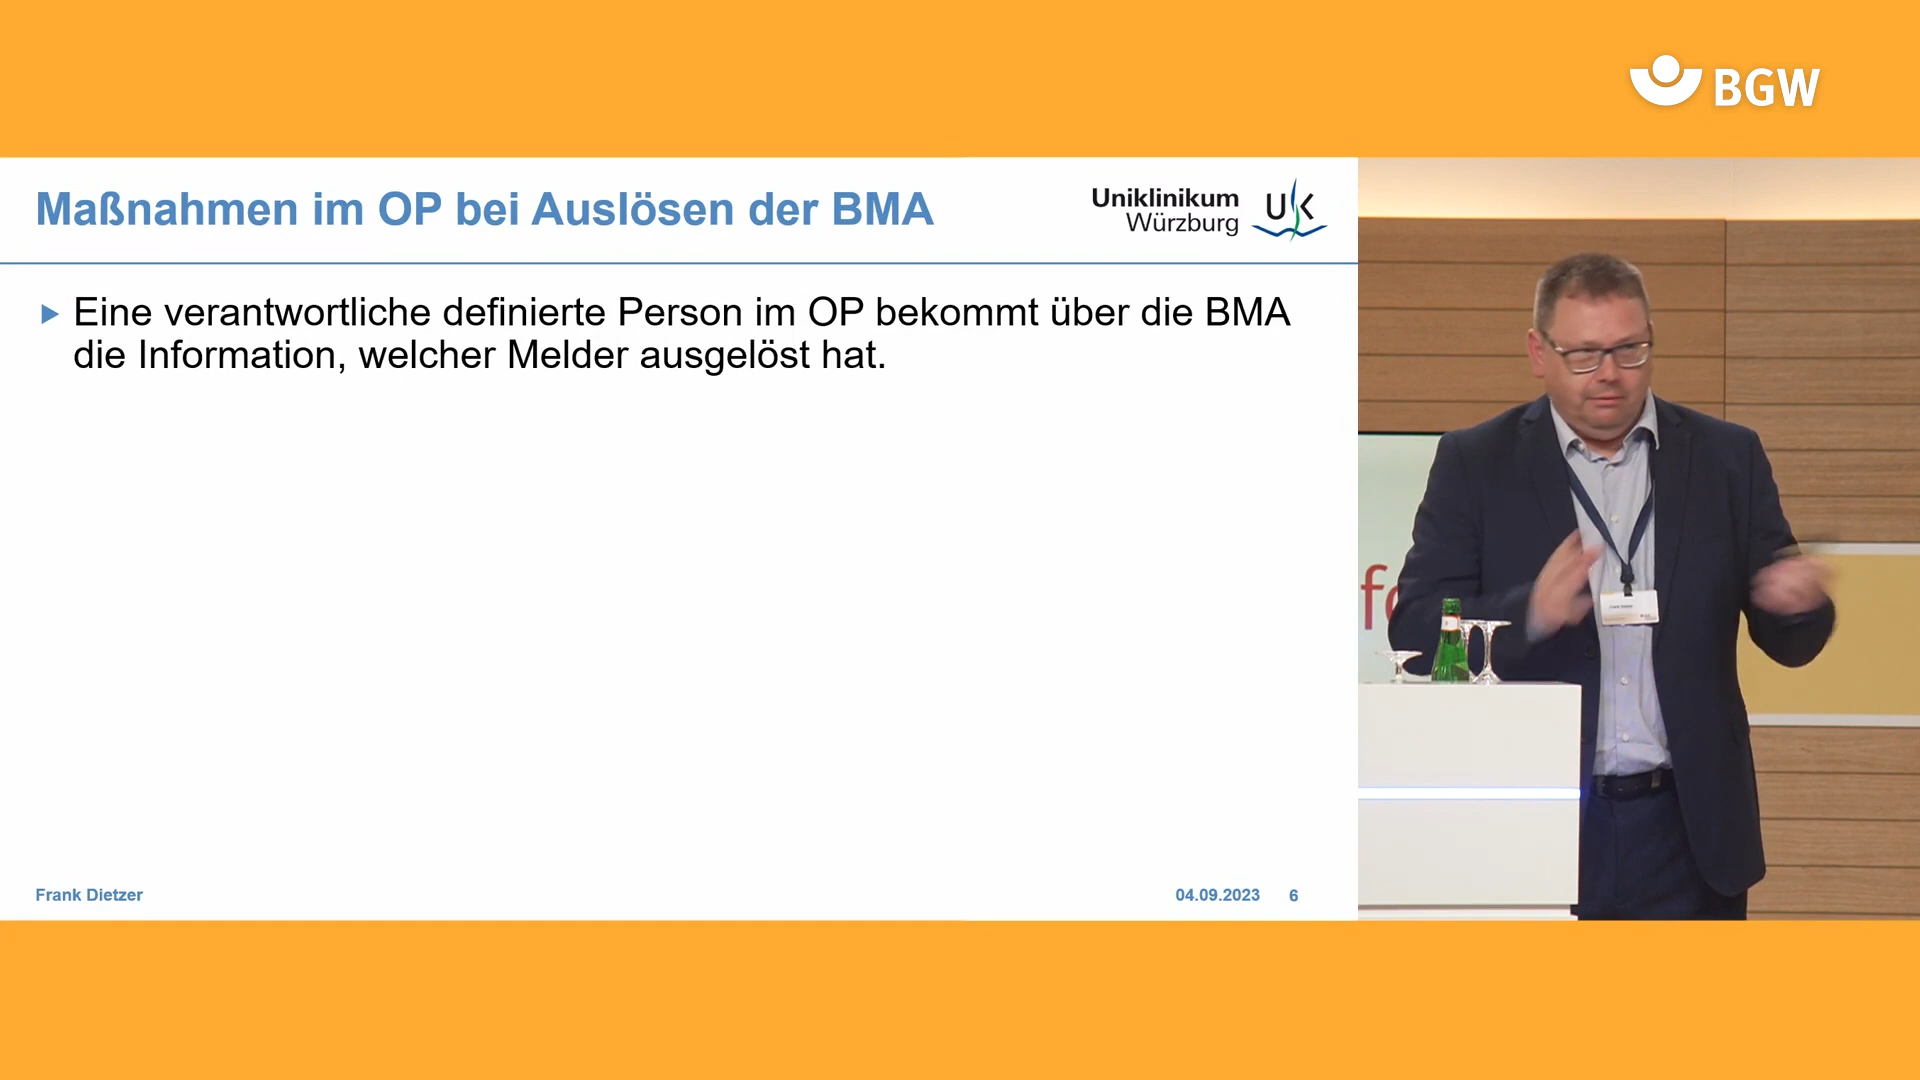 BGW
Maßnahmen im OP bei Auslösen der BMA
Uniklinikum
Würzburg
UK
Eine verantwortliche definierte Person im OP bekommt über die BMA
die Information, welcher Melder ausgelöst hat.
Frank Dietzer
04.09.2023
6